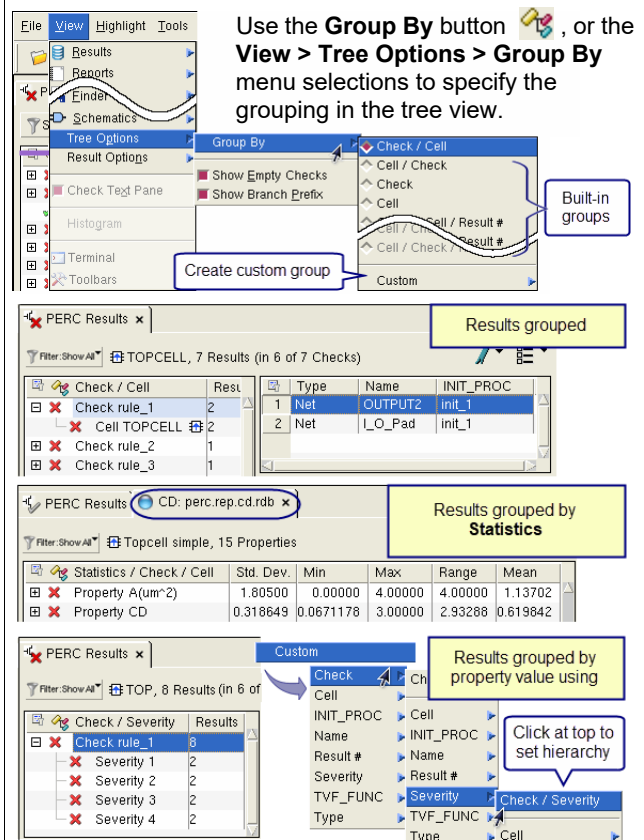 File View Highlight Tools
Use the Group By button , or the
View > Tree Options > Group By
menu selections to specify the
grouping in the tree view.
Results
Reports
Finder
Schematics
Tree Options
Result Options
Check Text Pane
Histogram
Terminal
Toolbars
Group By
Show Empty Checks
Show Branch Prefix
Check / Cell
Cell / Check
Check
Cell
Cell / Result #
Cell / Check / Result #
Custom
Built-in
groups
Create custom group
PERC Results x
Results grouped
Filter:Show All TOPCELL, 7 Results (in 6 of 7 Checks)
Check / Cell
Type Name INIT_PROC
Check rule_1 2
1 Net OUTPUT2 init_1
Cell TOPCELL 2
2 Net I_O_Pad init_1
Check rule_2 1
Check rule_3 1
PERC Results CD: perc.rep.cd.rdb x
Results grouped by
Statistics
Filter:Show All Topcell simple, 15 Properties
Statistics / Check / Cell Std. Dev. Min Max Range Mean
Property A(um^2) 1.80500 0.00000 4.00000 4.00000 1.13702
Property CD 0.318649 0.0671178 3.00000 2.93288 0.619842
PERC Results x
Results grouped by
property value using
Filter:Show All TOP, 8 Results (in 6 of
Check / Severity Results
Check rule_1 8
Severity 1 2
Severity 2 2
Severity 3 2
Severity 4 2
Custom
Check
Cell
INIT_PROC
Name
Result #
Severity
TVF_FUNC
Type
Ch
Cell
INIT_PROC
Name
Result #
Severity
TVF_FUNC
Type
Click at top to
set hierarchy
Check / Severity
Cell